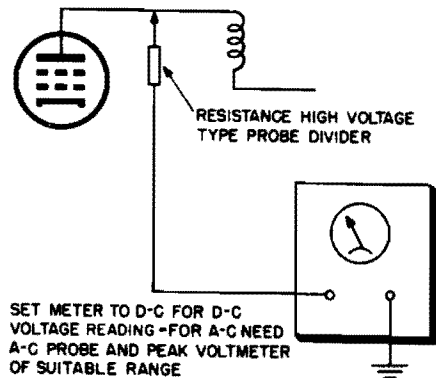 RESISTANCE HIGH VOLTAGE
TYPE PROBE DIVIDER
SET METER TO D-C FOR D-C
VOLTAGE READING-FOR A-C NEED
A-C PROBE AND PEAK VOLTMETER
OF SUITABLE RANGE